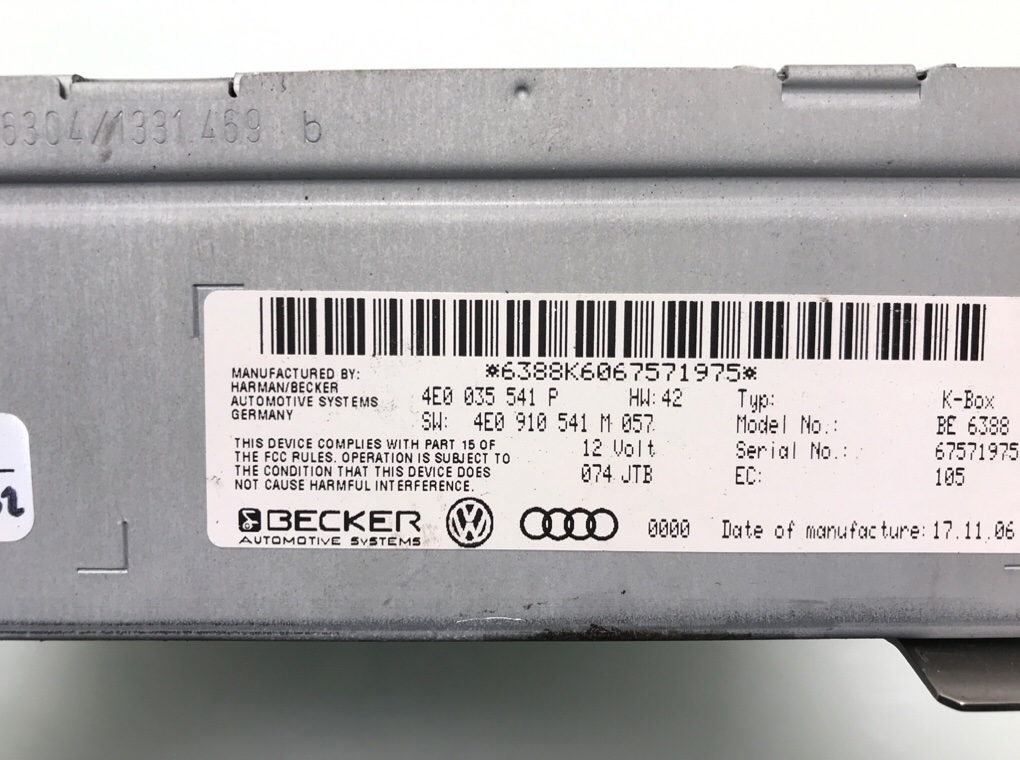 6304/1331.469 b
*6388K6067571975*
MANUFACTURED BY:
HARMAN/BECKER
AUTOMOTIVE SYSTEMS
GERMANY
4E0 035 541 P HW:42
SW: 4E0 910 541 M 057
12 Volt
074 JTB
Typ: K-Box
Model No.: BE 6388
Serial No.: 67571975
EC: 105
THIS DEVICE COMPLIES WITH PART 15 OF
THE FCC RULES. OPERATION IS SUBJECT TO
THE CONDITION THAT THIS DEVICE DOES
NOT CAUSE HARMFUL INTERFERENCE.
BECKER
AUTOMOTIVE SYSTEMS
VW
0000 Date of manufacture: 17.11.06